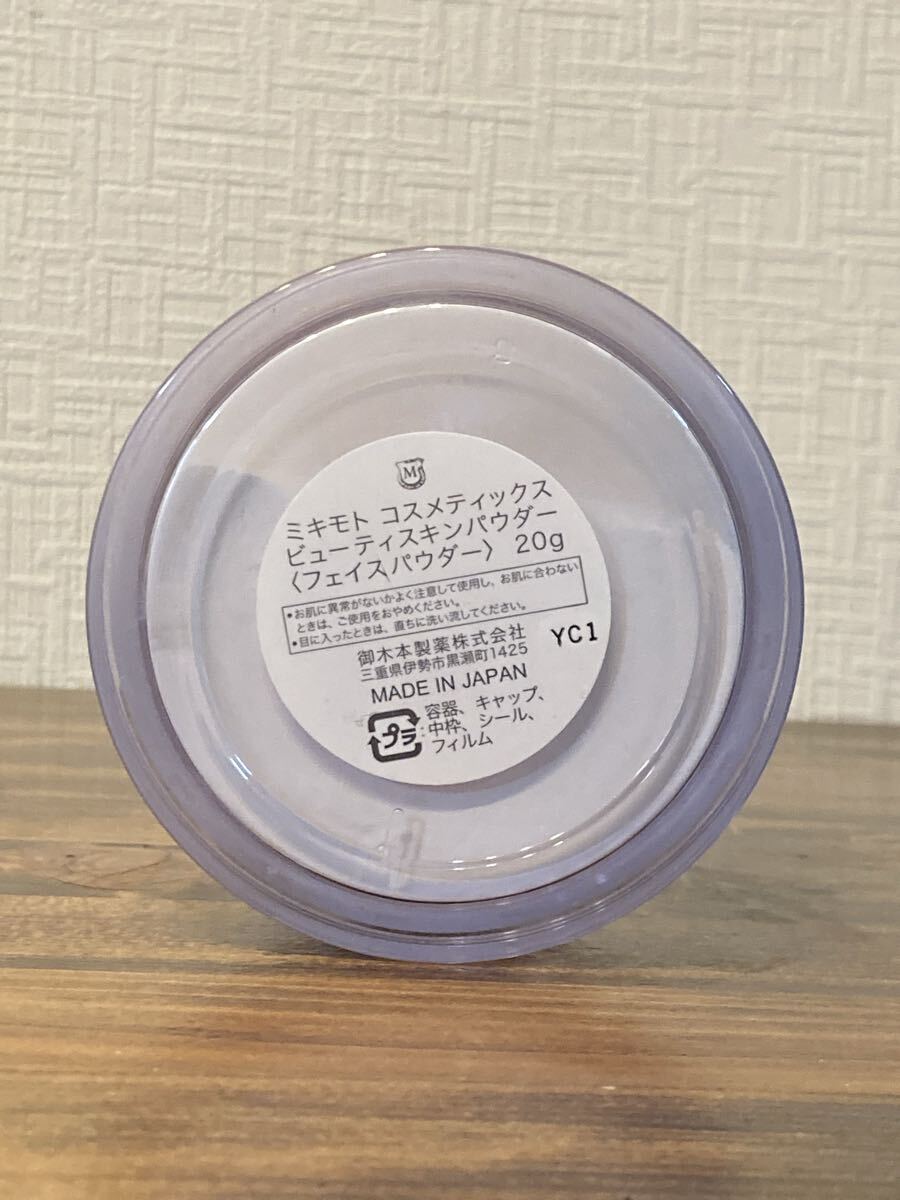 M
ミキモト コスメティックス
ビューティスキンパウダー
〈フェイスパウダー〉 20g
•お肌に異常がないかよく注意して使用し、お肌に合わない
ときは、ご使用をおやめください。
•目に入ったときは、直ちに洗い流してください。
御木本製薬株式会社
YC1
三重県伊勢市黒瀬町1425
MADE IN JAPAN
プラ
:容器、キャップ、
中枠、シール、
フィルム